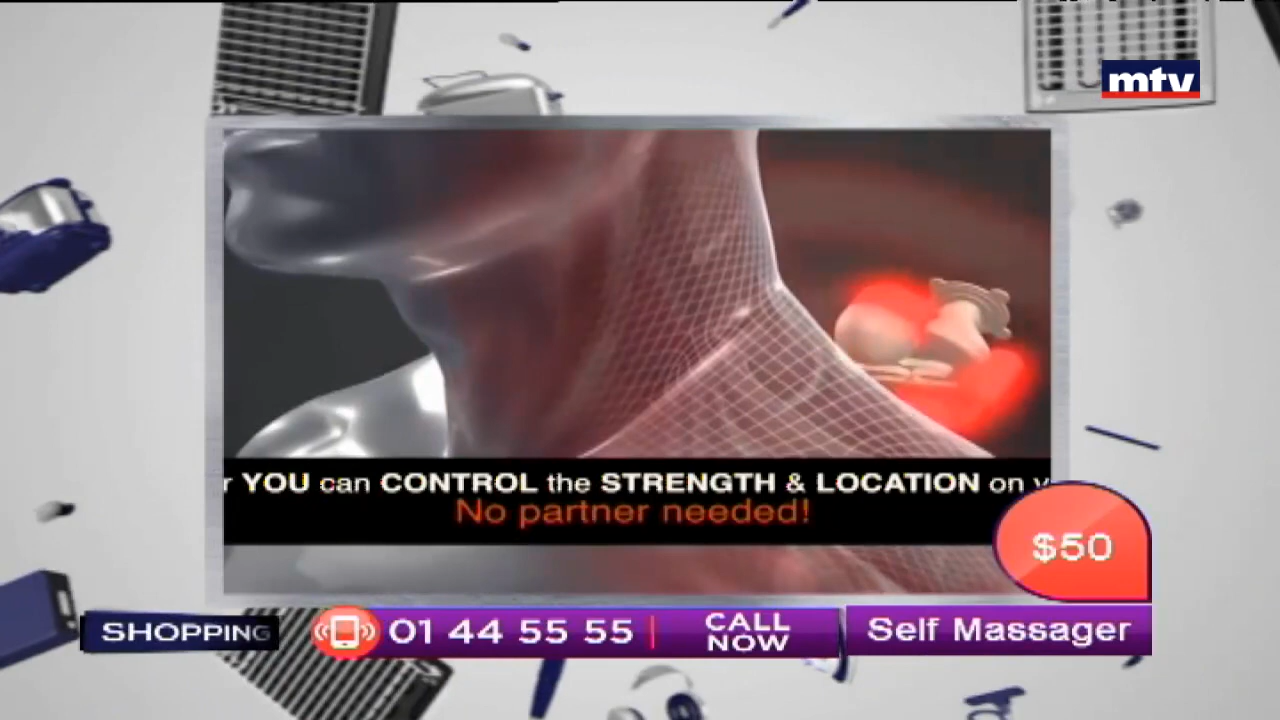 mtv
r YOU can CONTROL the STRENGTH & LOCATION on y
No partner needed!
$50
SHOPPING
01 44 55 55
CALL NOW
Self Massager